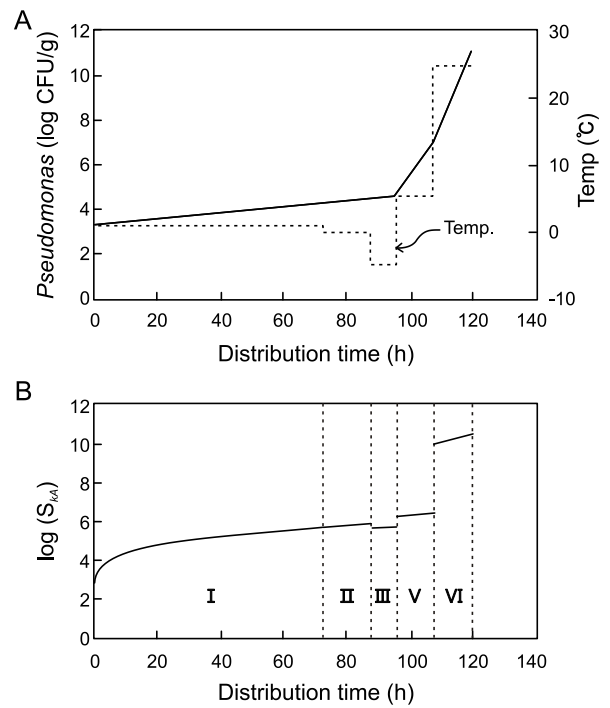 A
Pseudomonas (log CFU/g)
12
10
8
6
4
2
0
30
20
10
0
-10
Temp (℃)
Temp.
0 20 40 60 80 100 120 140
Distribution time (h)
B
log (SkA)
12
10
8
6
4
2
0
Ⅰ Ⅱ Ⅲ Ⅴ Ⅵ
0 20 40 60 80 100 120 140
Distribution time (h)